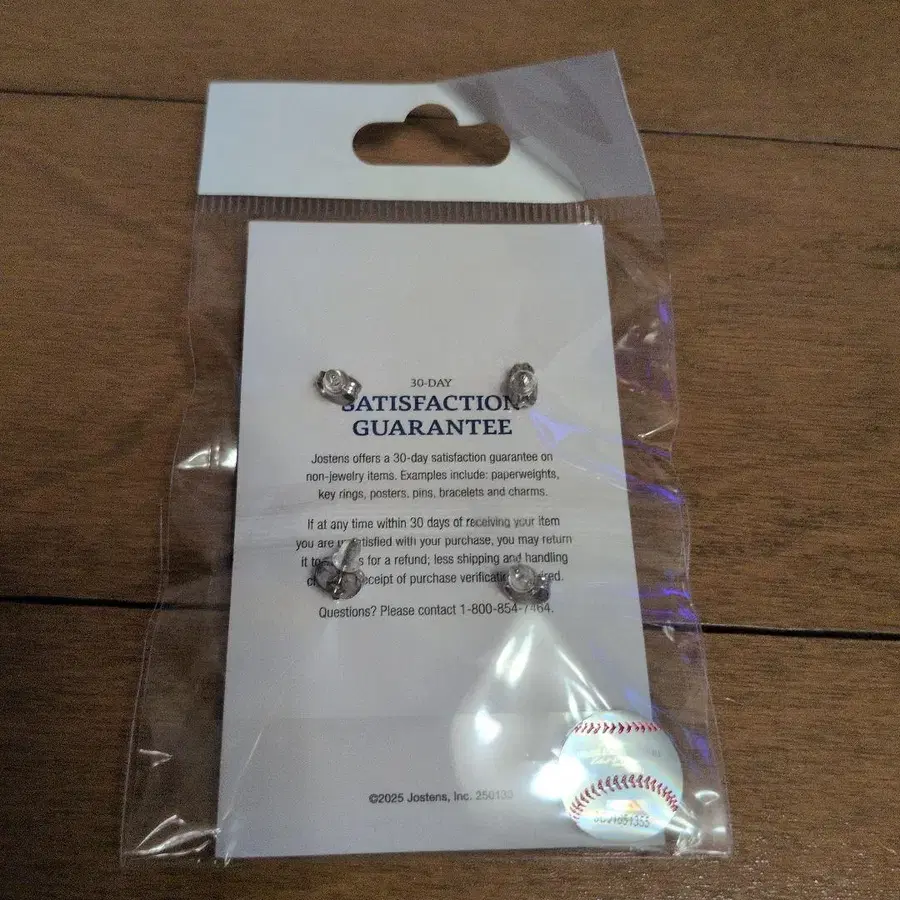 30-DAY
SATISFACTION
GUARANTEE
Jostens offers a 30-day satisfaction guarantee on
non-jewelry items. Examples include: paperweights,
key rings, posters, pins, bracelets and charms.
If at any time within 30 days of receiving your item
you are unsatisfied with your purchase, you may return
it to s for a refund; less shipping and handling
receipt of purchase verification
Questions? Please contact 1-800-854-7464.
©2025 Jostens, Inc.